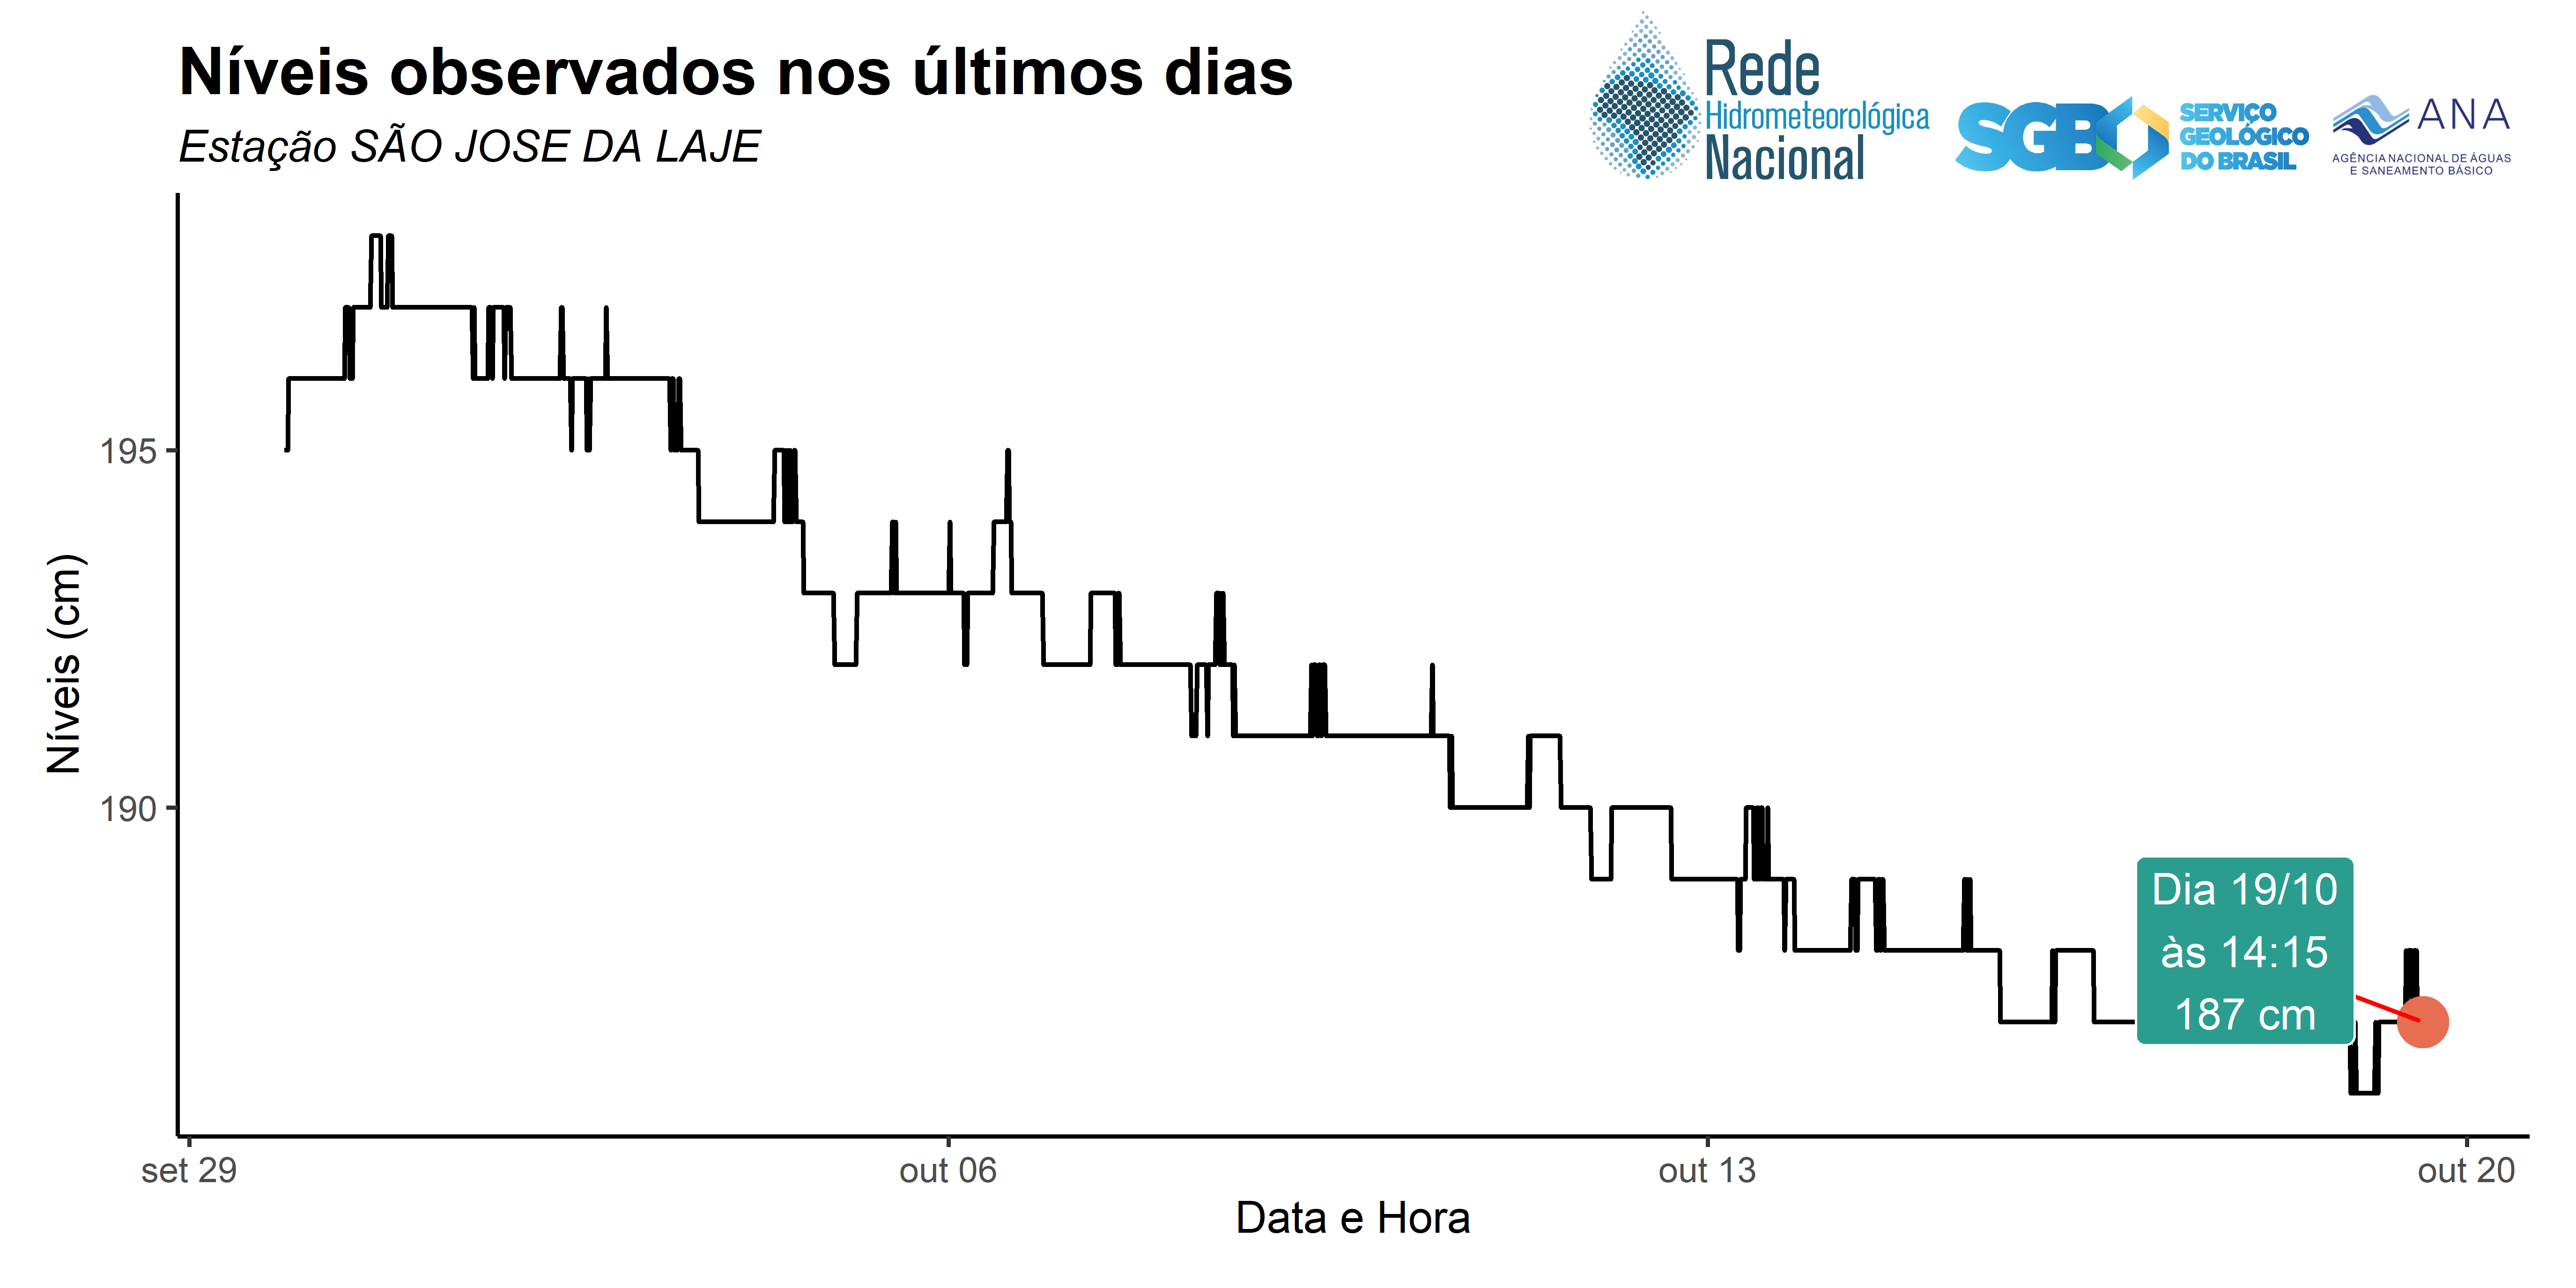 Níveis observados nos últimos dias
Estação SÃO JOSE DA LAJE
Rede
Hidrometeorológica
Nacional
SGB
SERVIÇO
GEOLÓGICO
DO BRASIL
ANA
AGÊNCIA NACIONAL DE ÁGUAS
E SANEAMENTO BÁSICO
Níveis (cm)
195
190
Dia 19/10
às 14:15
187 cm
set 29
out 06
out 13
out 20
Data e Hora